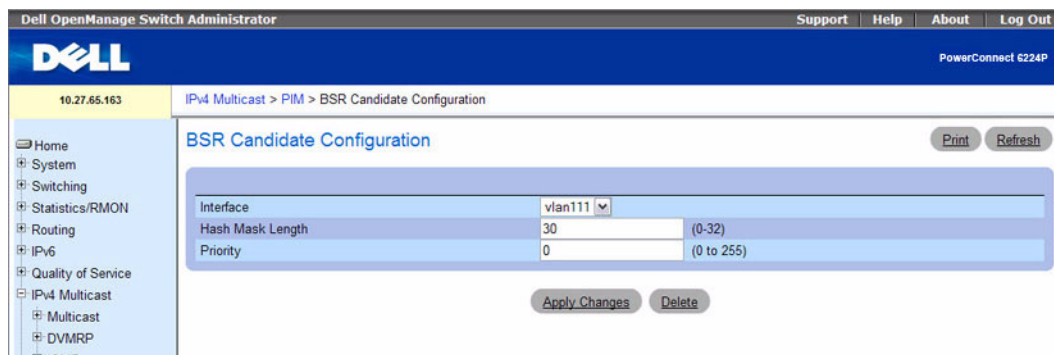 Dell OpenManage Switch Administrator
Support Help About Log Out
DELL
PowerConnect 6224P
10.27.65.163
IPv4 Multicast > PIM > BSR Candidate Configuration
Home
System
Switching
Statistics/RMON
Routing
IPv6
Quality of Service
IPv4 Multicast
Multicast
DVMRP
BSR Candidate Configuration
Print Refresh
Interface vlan111
Hash Mask Length 30 (0-32)
Priority 0 (0 to 255)
Apply Changes Delete